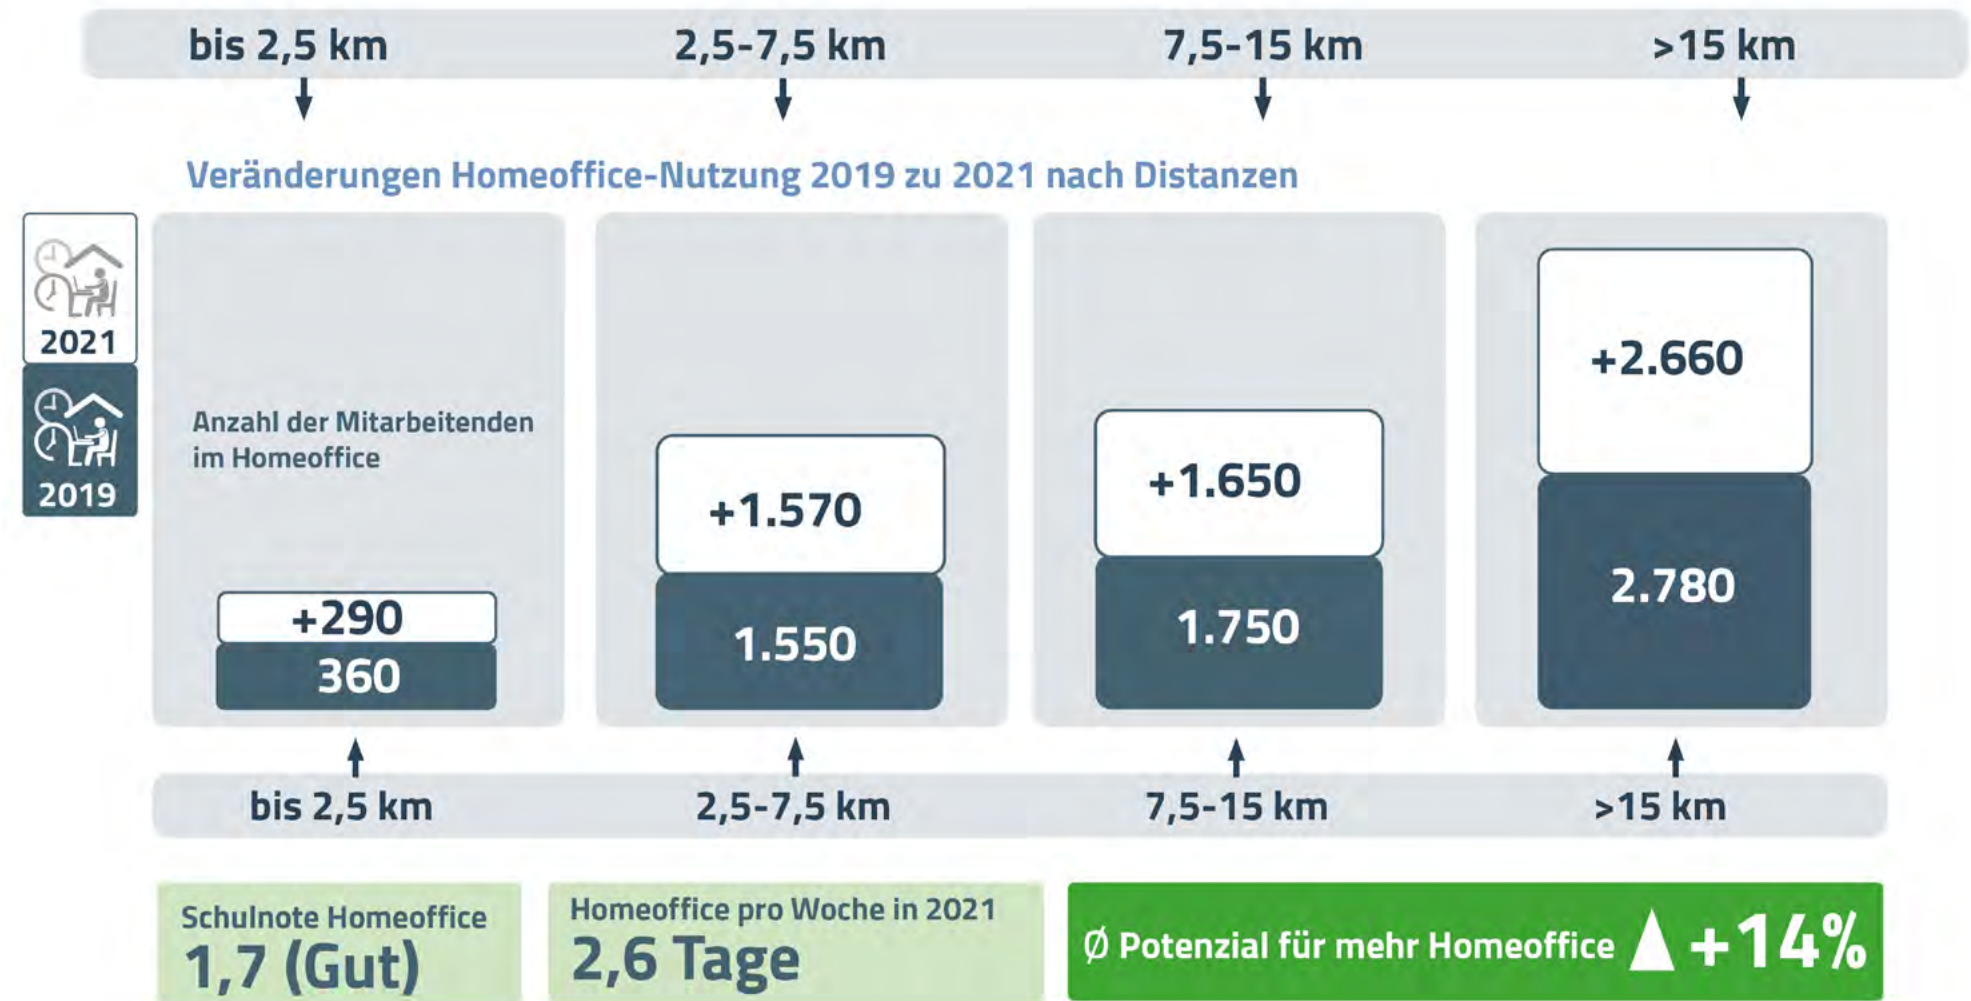 bis 2,5 km
2,5-7,5 km
7,5-15 km
>15 km
Veränderungen Homeoffice-Nutzung 2019 zu 2021 nach Distanzen
2021
2019
Anzahl der Mitarbeitenden
im Homeoffice
+290
360
+1.570
1.550
+1.650
1.750
+2.660
2.780
bis 2,5 km
2,5-7,5 km
7,5-15 km
>15 km
Schulnote Homeoffice
1,7 (Gut)
Homeoffice pro Woche in 2021
2,6 Tage
Ø Potenzial für mehr Homeoffice ▲ +14%